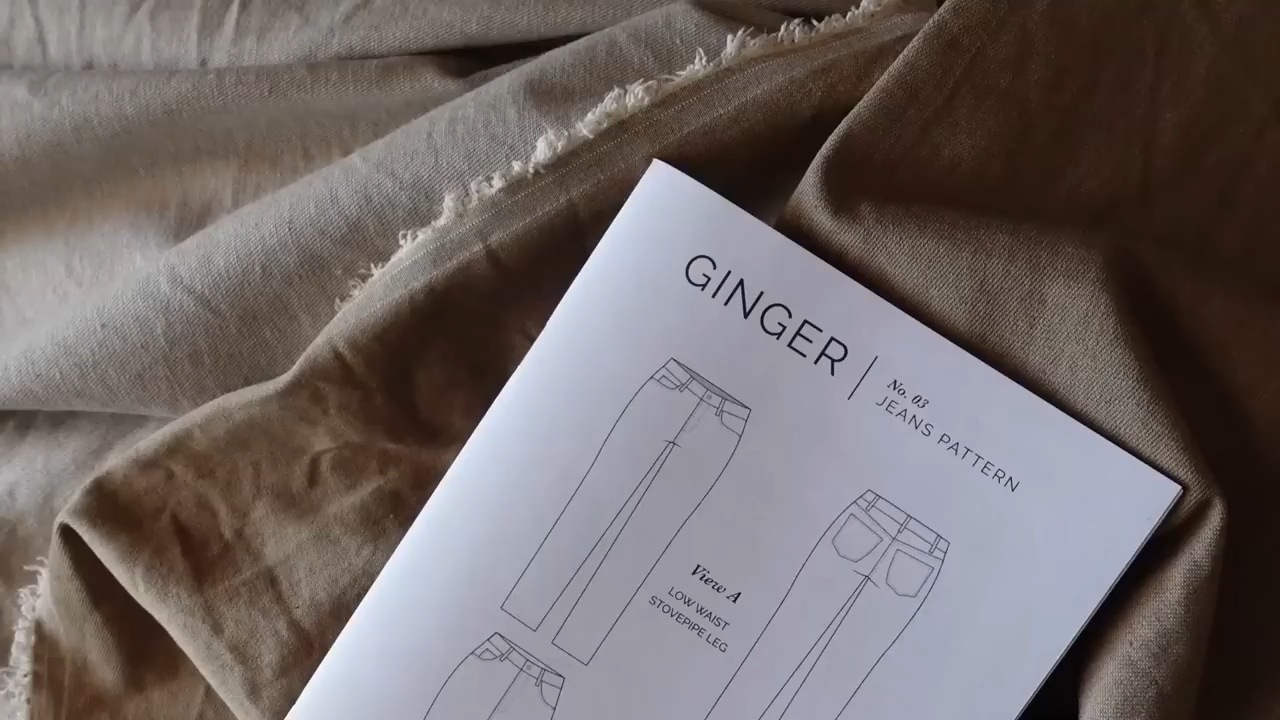 GINGER
No. 03
JEANS PATTERN
View A
LOW WAIST
STOVEPIPE LEG